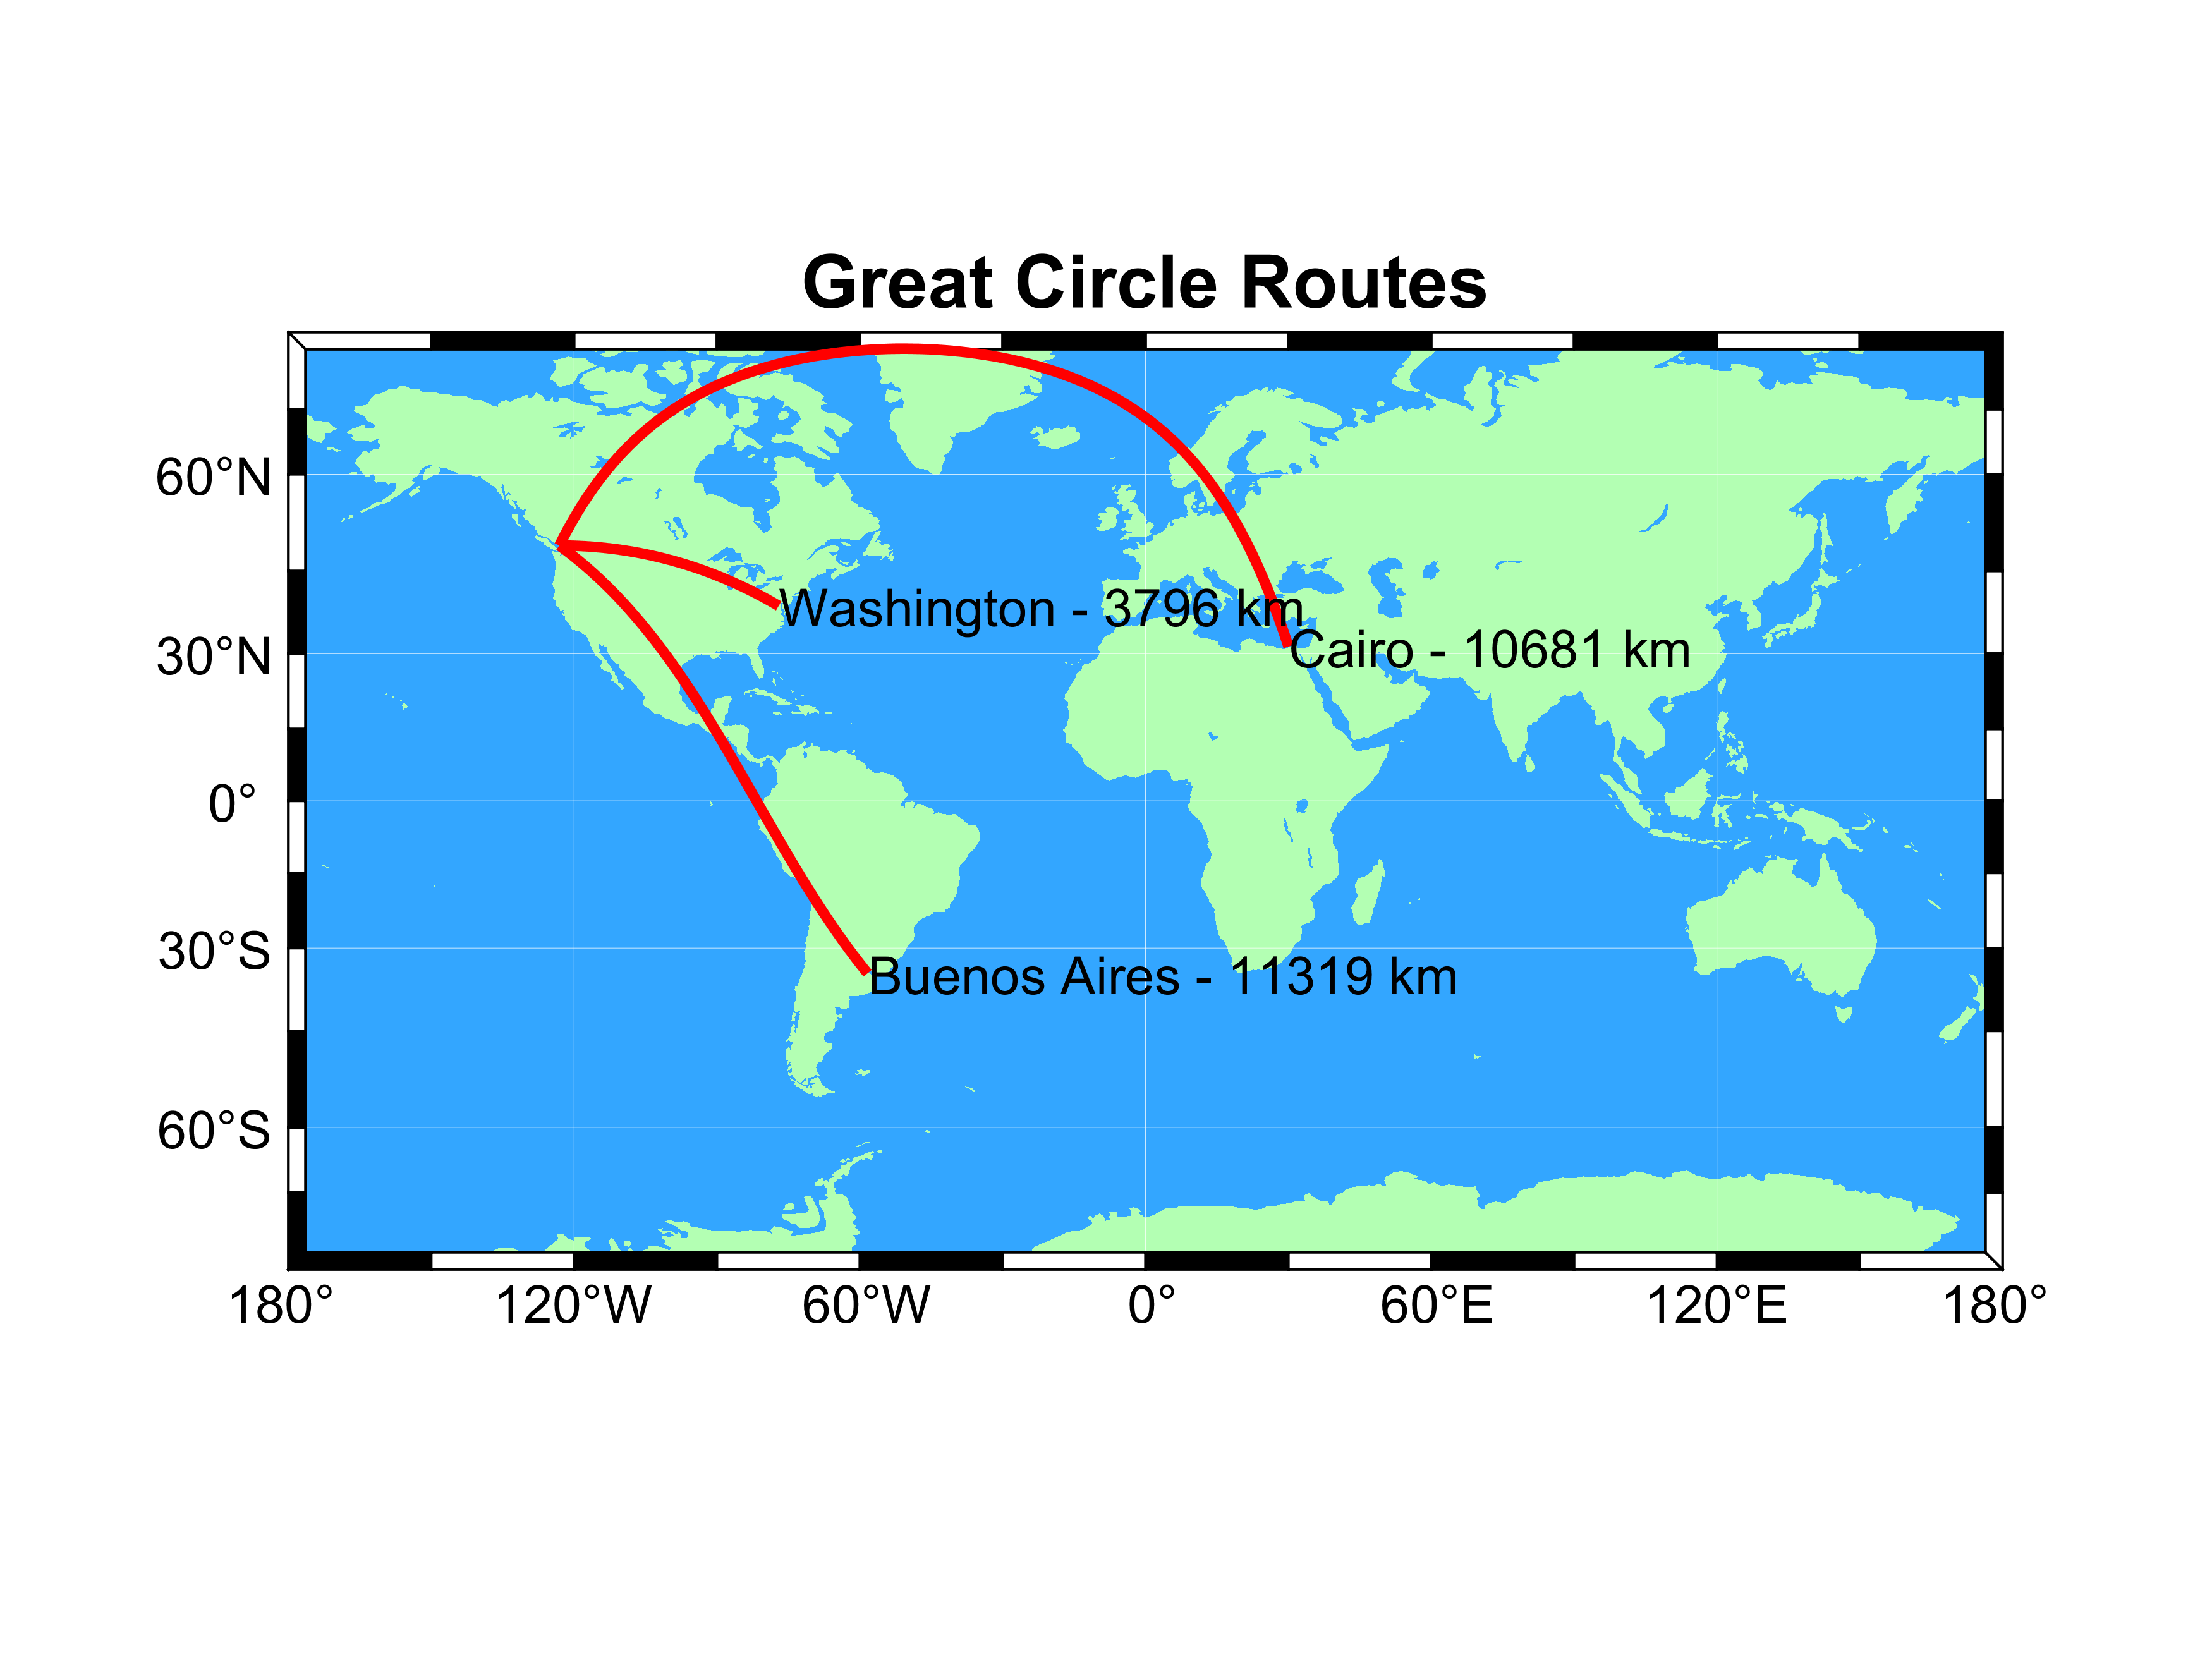 Great Circle Routes
60°N
30°N
0°
30°S
60°S
Washington - 3796 km
Cairo - 10681 km
Buenos Aires - 11319 km
180°
120°W
60°W
0°
60°E
120°E
180°